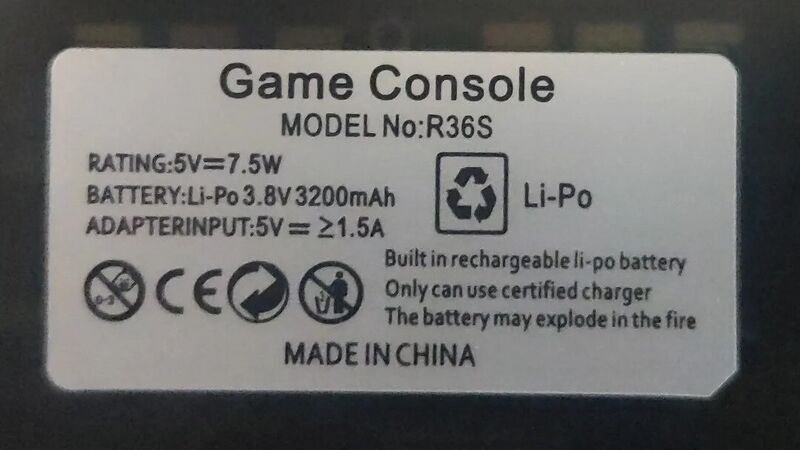 Game Console
MODEL No:R36S
RATING:5V⎓7.5W
BATTERY:Li-Po 3.8V 3200mAh
ADAPTERINPUT:5V⎓ ≥1.5A
Li-Po
0-3
CE
Built in rechargeable li-po battery
Only can use certified charger
The battery may explode in the fire
MADE IN CHINA